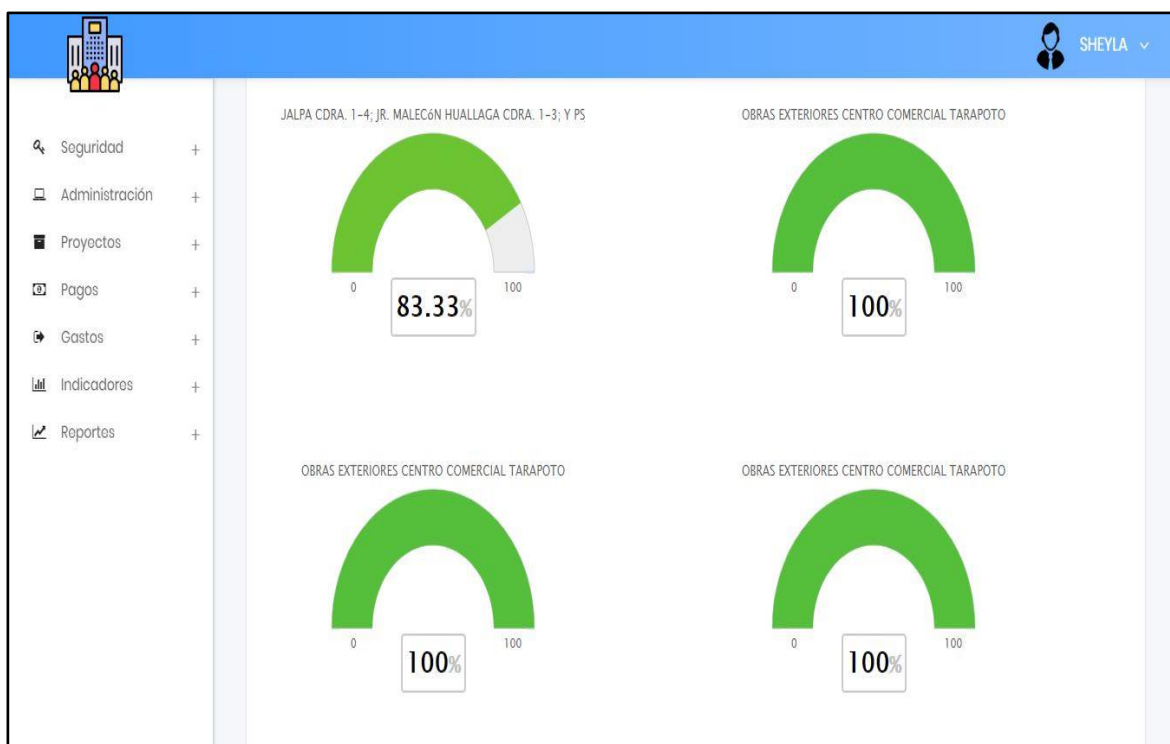 SHEYLA
Seguridad +
Administración +
Proyectos +
Pagos +
Gastos +
Indicadores +
Reportes +
JALPA CDRA. 1-4; JR. MALECóN HUALLAGA CDRA. 1-3; Y PS
0 100
83.33%
OBRAS EXTERIORES CENTRO COMERCIAL TARAPOTO
0 100
100%
OBRAS EXTERIORES CENTRO COMERCIAL TARAPOTO
0 100
100%
OBRAS EXTERIORES CENTRO COMERCIAL TARAPOTO
0 100
100%